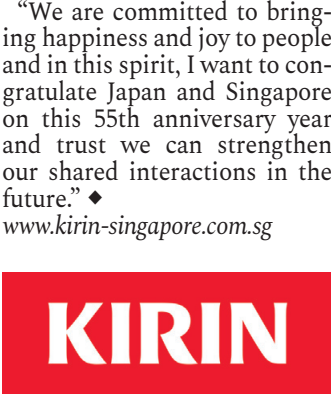 “We are committed to bring-
ing happiness and joy to people
and in this spirit, I want to con-
gratulate Japan and Singapore
on this 55th anniversary year
and trust we can strengthen
our shared interactions in the
future.” ◆
www.kirin-singapore.com.sg
KIRIN